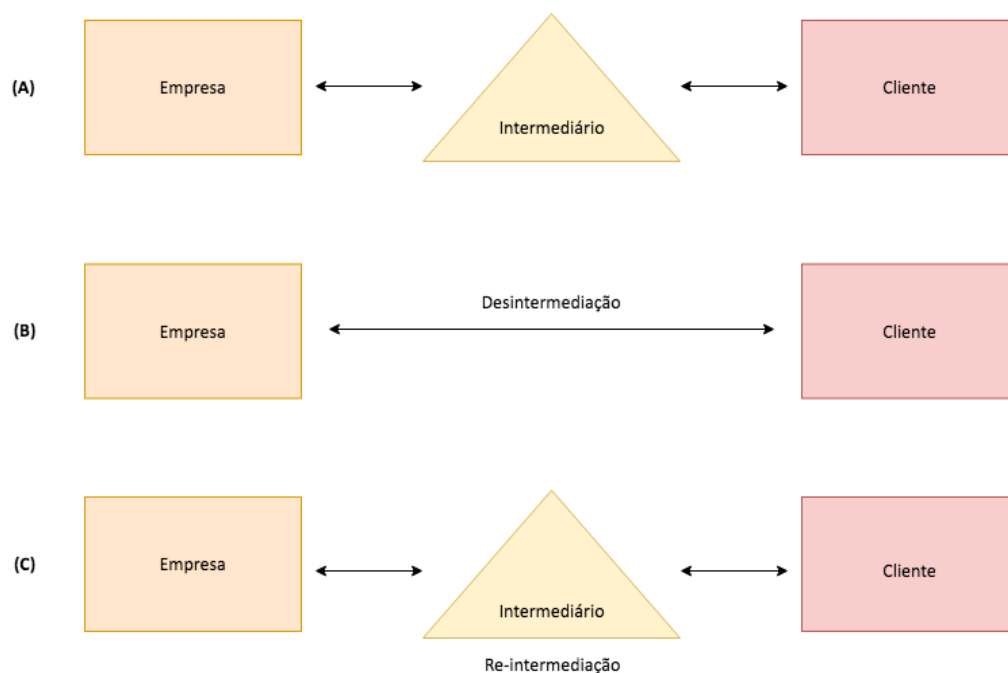 (A)
Empresa
Intermediário
Cliente
Desintermediação
(B)
Empresa
Cliente
(C)
Empresa
Intermediário
Cliente
Re-intermediação